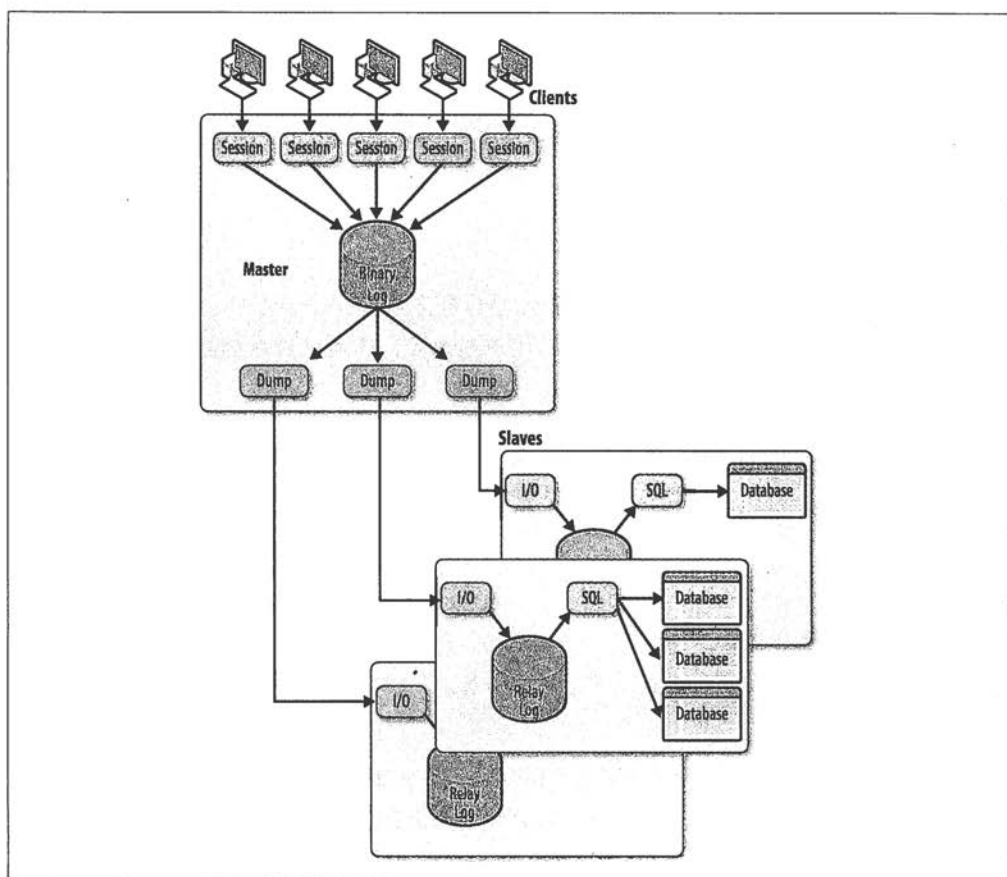 Clients
Session Session Session Session Session
Master
Binary
Log
Dump Dump Dump
Slaves
I/O SQL Database
I/O SQL Database
Database
Relay
Log
Database
I/O
Relay
Log